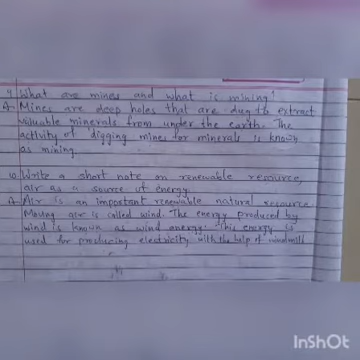 9. What are mines and what is mining?
A- Mines are deep holes that are dug to extract
valuable minerals from under the earth. The
activity of digging mines for minerals is known
as mining.
10. Write a short note on renewable resource,
air as a source of energy.
A- Air is an important renewable natural resource.
Moving air is called wind. The energy produced by
wind is known as wind energy. This energy is
used for producing electricity with the help of windmill
INSHOT